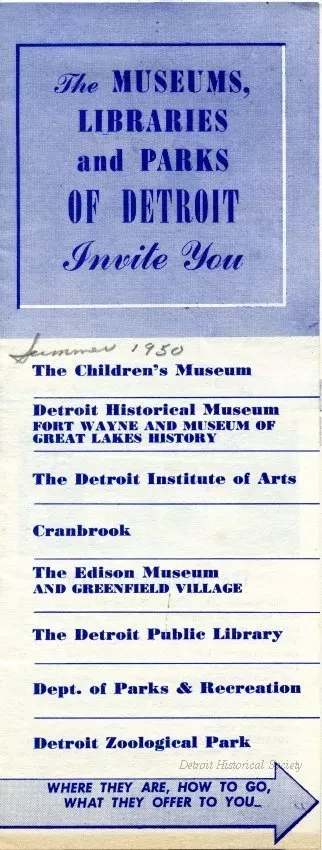 The MUSEUMS,
LIBRARIES
and PARKS
OF DETROIT
Invite You
Summer 1950
The Children's Museum
Detroit Historical Museum
FORT WAYNE AND MUSEUM OF
GREAT LAKES HISTORY
The Detroit Institute of Arts
Cranbrook
The Edison Museum
AND GREENFIELD VILLAGE
The Detroit Public Library
Dept. of Parks & Recreation
Detroit Zoological Park
Detroit Historical Society
WHERE THEY ARE, HOW TO GO,
WHAT THEY OFFER TO YOU...